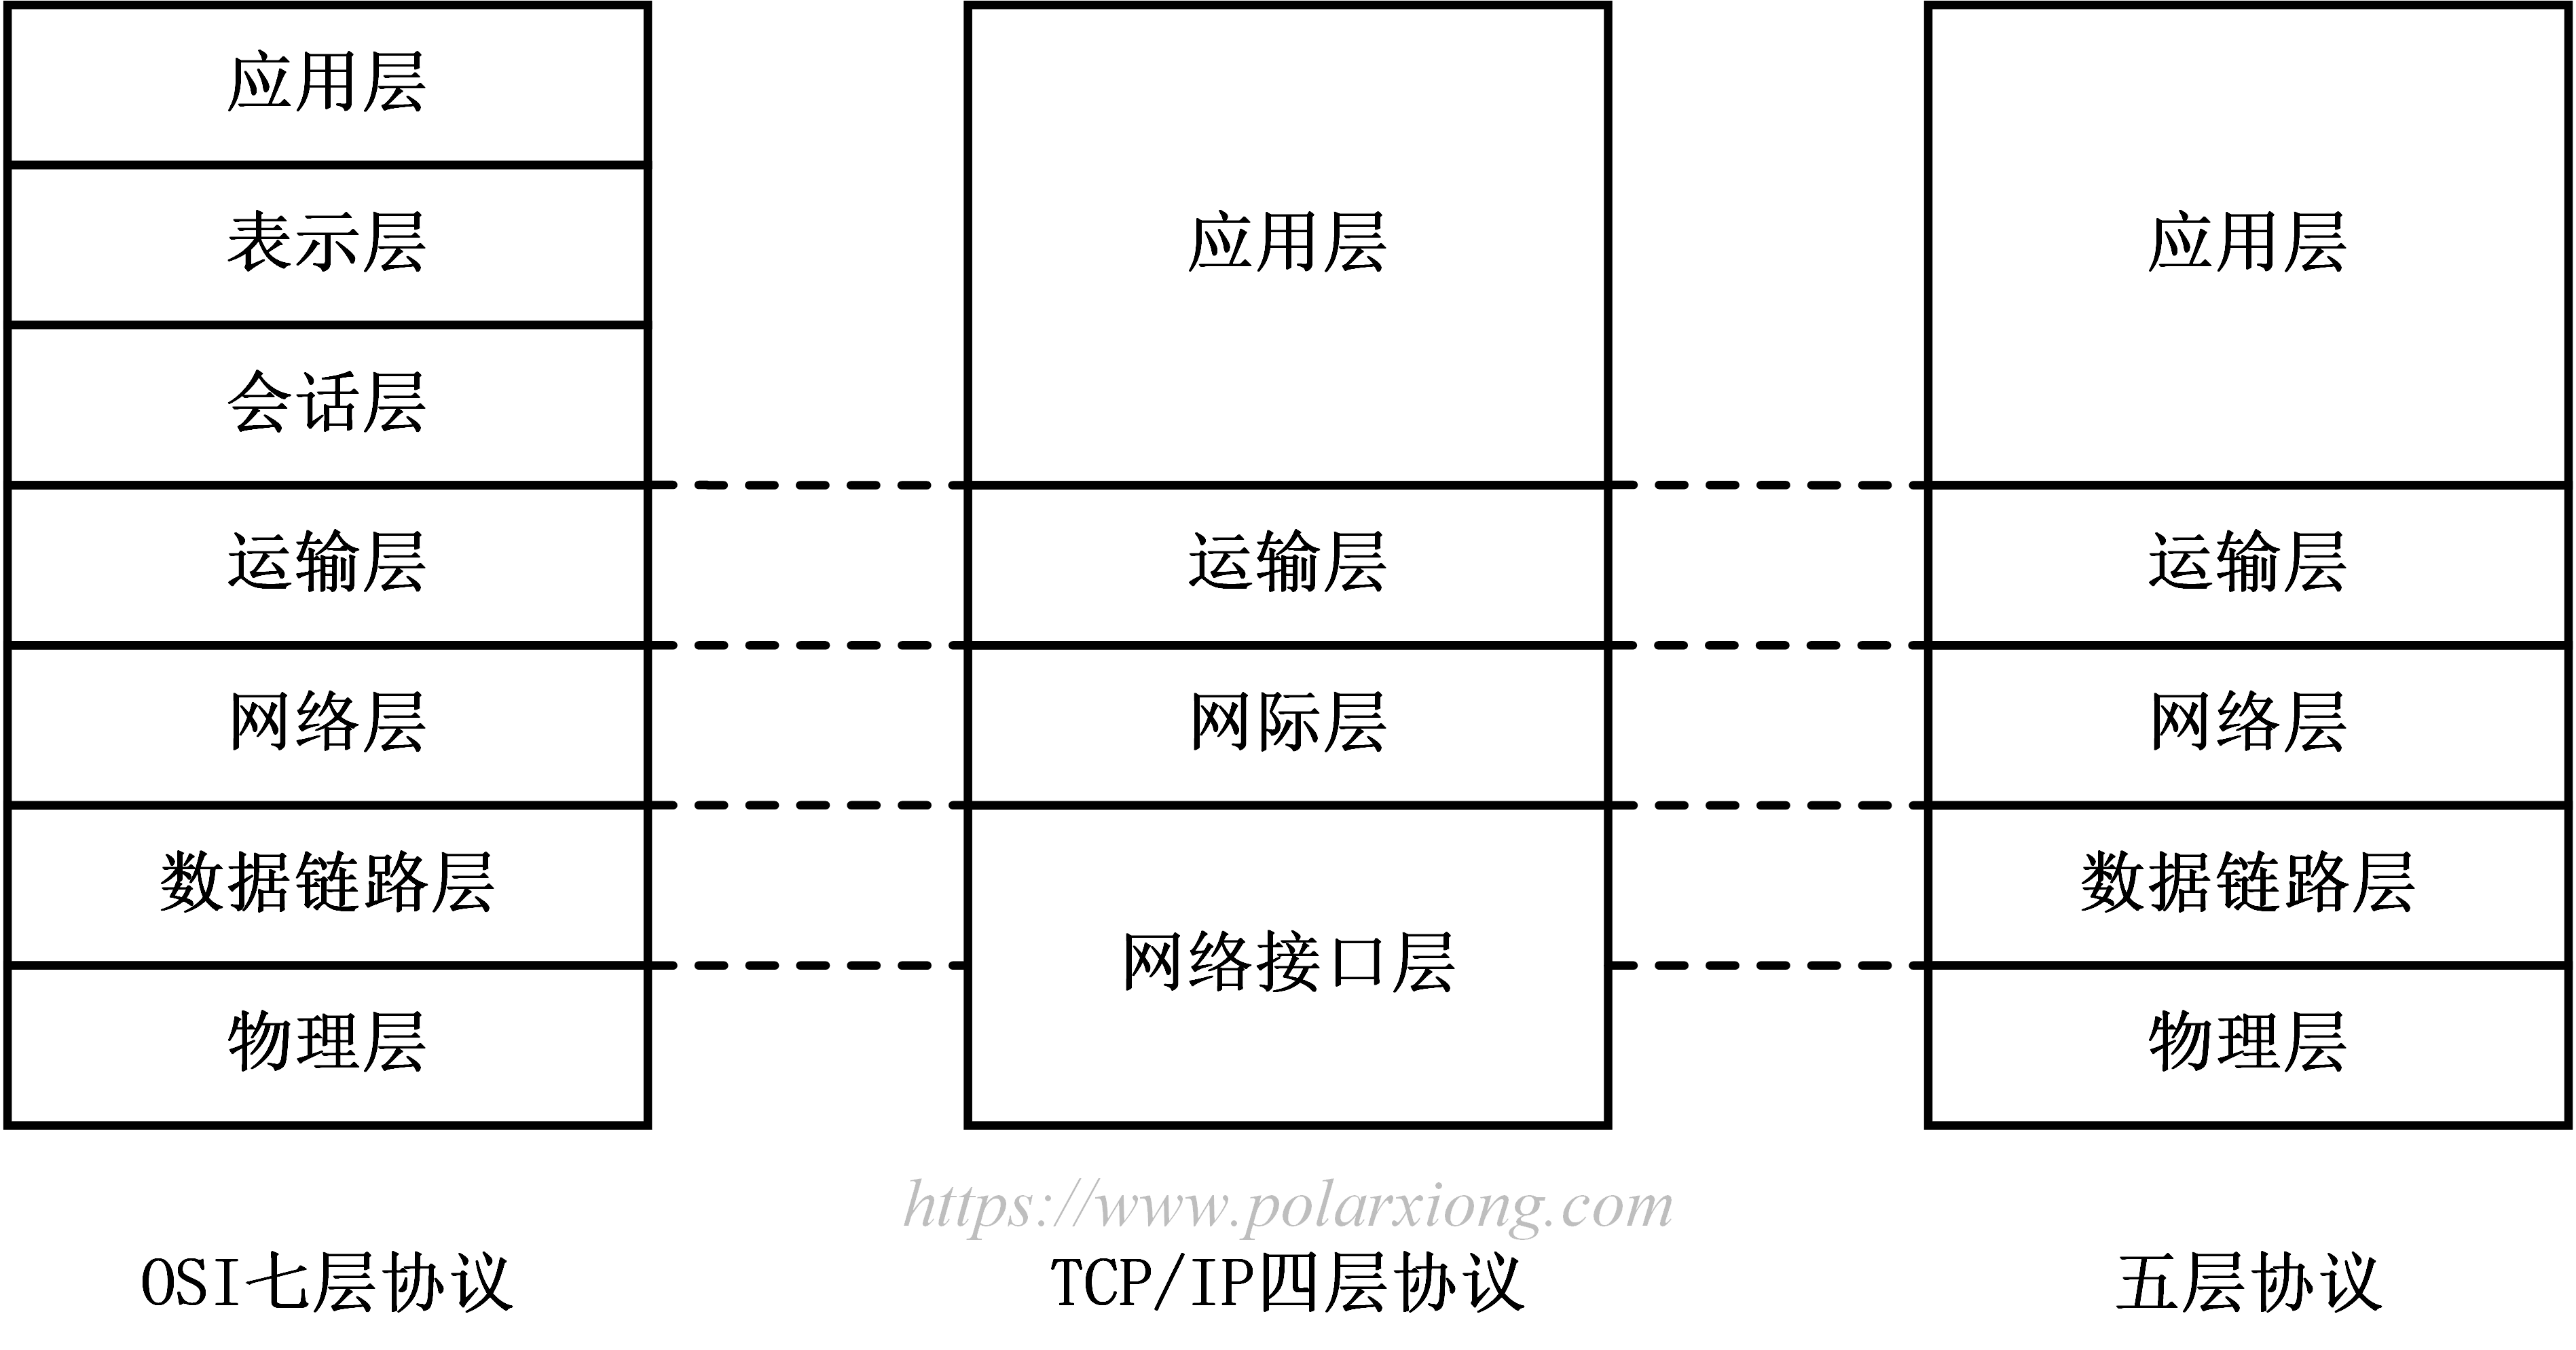 应用层
表示层
会话层
运输层
网络层
数据链路层
物理层
OSI七层协议
应用层
运输层
网际层
网络接口层
https://www.polarxiong.com
TCP/IP四层协议
应用层
运输层
网络层
数据链路层
物理层
五层协议